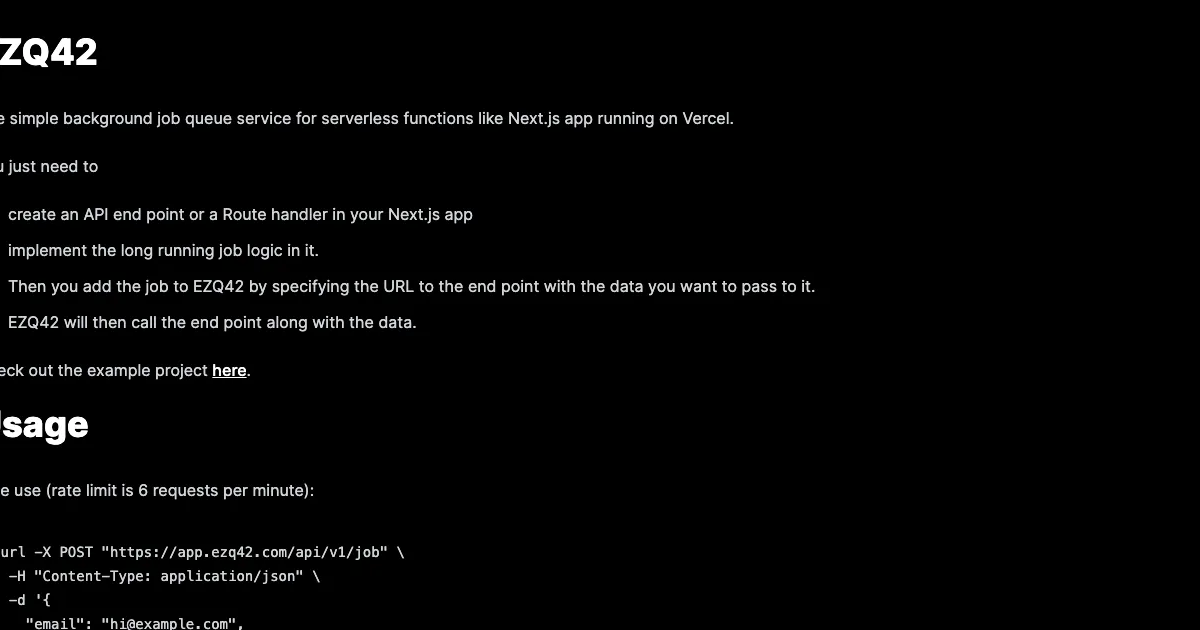 ZQ42
e simple background job queue service for serverless functions like Next.js app running on Vercel.
u just need to
create an API end point or a Route handler in your Next.js app
implement the long running job logic in it.
Then you add the job to EZQ42 by specifying the URL to the end point with the data you want to pass to it.
EZQ42 will then call the end point along with the data.
eck out the example project here.
sage
e use (rate limit is 6 requests per minute):
url -X POST "https://app.ezq42.com/api/v1/job" \
-H "Content-Type: application/json" \
-d '{
"email": "hi@example.com",